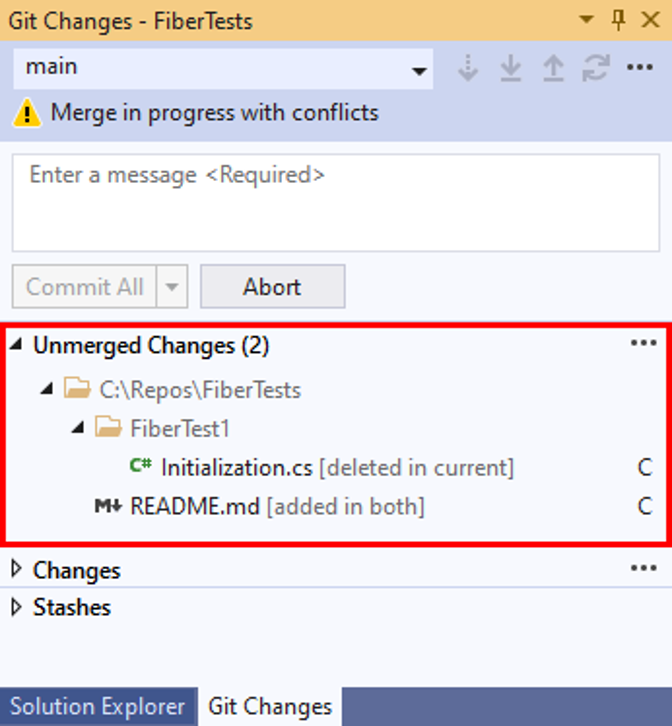 Git Changes - FiberTests
main
Merge in progress with conflicts
Enter a message <Required>
Commit All
Abort
Unmerged Changes (2)
C:\Repos\FiberTests
FiberTest1
C# Initialization.cs [deleted in current] C
M README.md [added in both] C
Changes
Stashes
Solution Explorer Git Changes